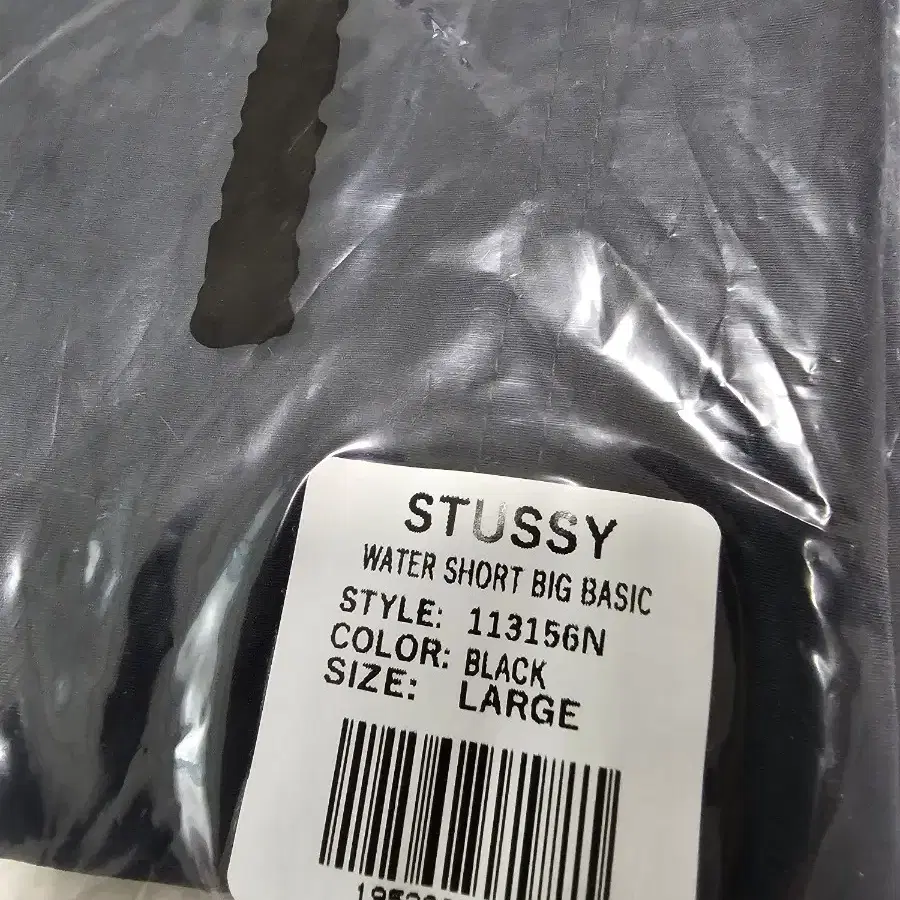 STUSSY
WATER SHORT BIG BASIC
STYLE: 113156N
COLOR: BLACK
SIZE: LARGE